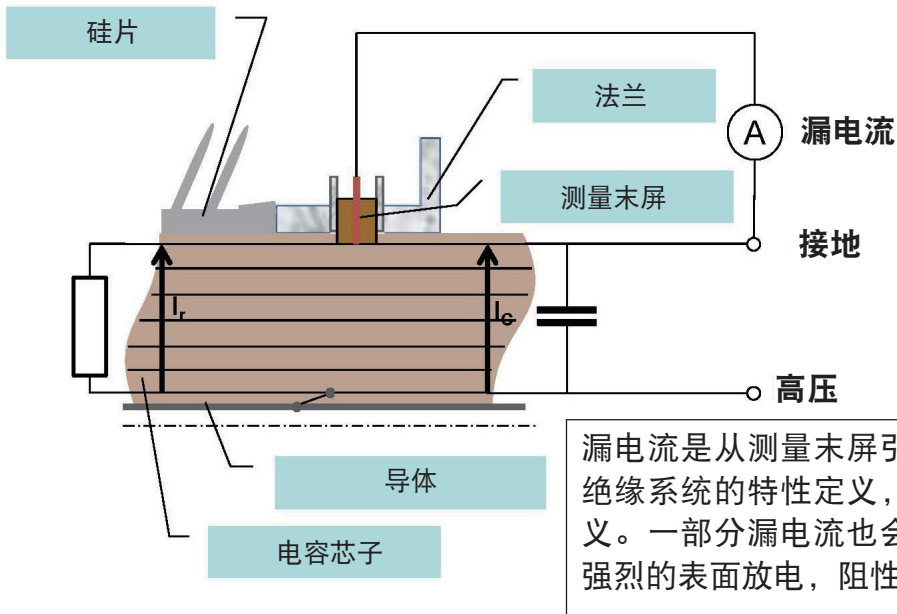 硅片
法兰
A
漏电流
测量末屏
接地
Ir
Ic
高压
导体
电容芯子
漏电流是从测量末屏引
绝缘系统的特性定义，
义。一部分漏电流也会
强烈的表面放电，阻性